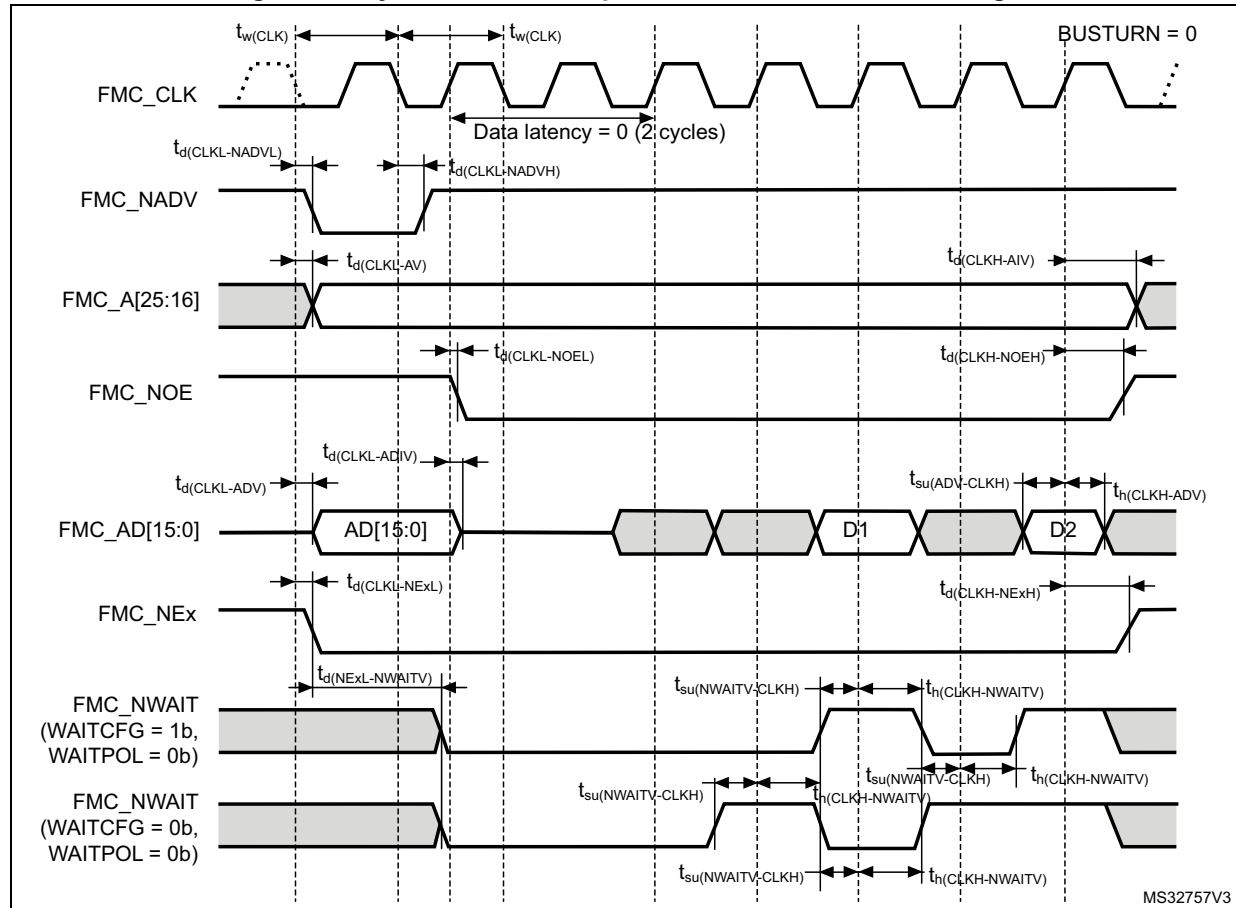 t_w(CLK)
t_w(CLK)
BUSTURN = 0
FMC_CLK
Data latency = 0 (2 cycles)
t_d(CLKL-NADVL)
t_d(CLKL-NADVH)
FMC_NADV
t_d(CLKL-AV)
t_d(CLKH-AIV)
FMC_A[25:16]
t_d(CLKL-NOEL)
t_d(CLKH-NOEH)
FMC_NOE
t_d(CLKL-ADIV)
t_d(CLKL-ADV)
t_su(ADV-CLKH)
t_h(CLKH-ADV)
FMC_AD[15:0]
AD[15:0]
D1
D2
t_d(CLKL-NExL)
t_d(CLKH-NExH)
FMC_NEx
t_d(NExL-NWAITV)
t_su(NWAITV-CLKH)
t_h(CLKH-NWAITV)
FMC_NWAIT
(WAITCFG = 1b,
WAITPOL = 0b)
t_su(NWAITV-CLKH)
t_h(CLKH-NWAITV)
t_su(NWAITV-CLKH)
t_h(CLKH-NWAITV)
FMC_NWAIT
(WAITCFG = 0b,
WAITPOL = 0b)
t_su(NWAITV-CLKH)
t_h(CLKH-NWAITV)
MS32757V3